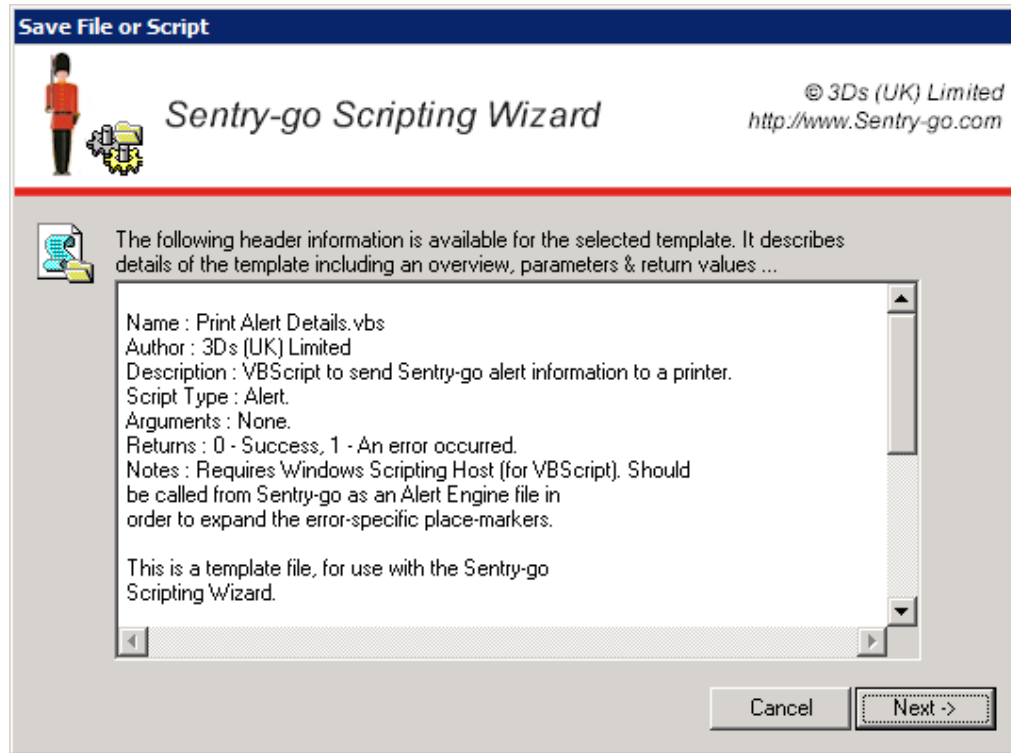 Save File or Script
Sentry-go Scripting Wizard
© 3Ds (UK) Limited
http://www.Sentry-go.com
The following header information is available for the selected template. It describes
details of the template including an overview, parameters & return values ...
Name : Print Alert Details.vbs
Author : 3Ds (UK) Limited
Description : VBScript to send Sentry-go alert information to a printer.
Script Type : Alert.
Arguments : None.
Returns : 0 - Success, 1 - An error occurred.
Notes : Requires Windows Scripting Host (for VBScript). Should
be called from Sentry-go as an Alert Engine file in
order to expand the error-specific place-markers.
This is a template file, for use with the Sentry-go
Scripting Wizard.
Cancel
Next ->